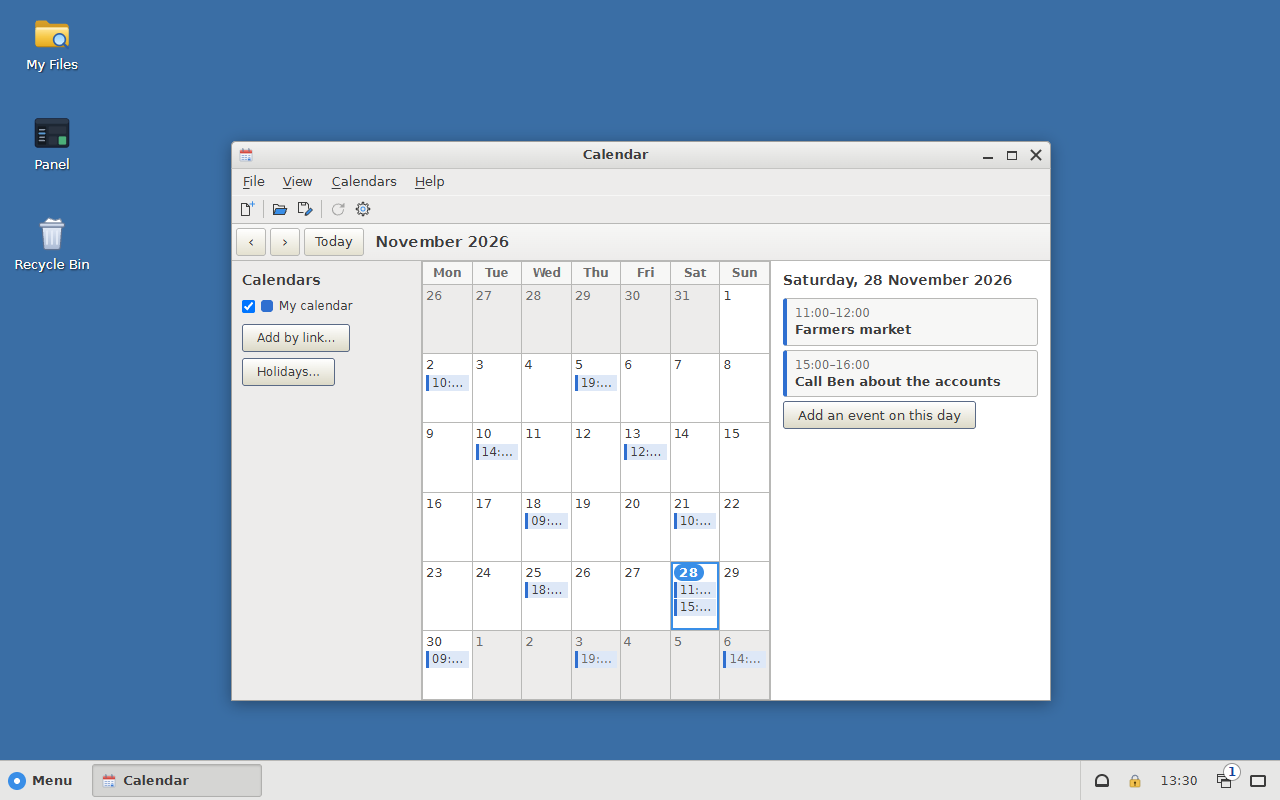 My Files
Panel
Recycle Bin
Calendar
File View Calendars Help
‹ › Today November 2026
Calendars
My calendar
Add by link...
Holidays...
Mon Tue Wed Thu Fri Sat Sun
26 27 28 29 30 31 1
2 3 4 5 6 7 8
10:... 19:...
9 10 11 12 13 14 15
14:... 12:...
16 17 18 19 20 21 22
09:... 10:...
23 24 25 26 27 28 29
18:... 11:...
15:...
30 1 2 3 4 5 6
09:... 19:... 14:...
Saturday, 28 November 2026
11:00–12:00
Farmers market
15:00–16:00
Call Ben about the accounts
Add an event on this day
Menu Calendar 13:30 1